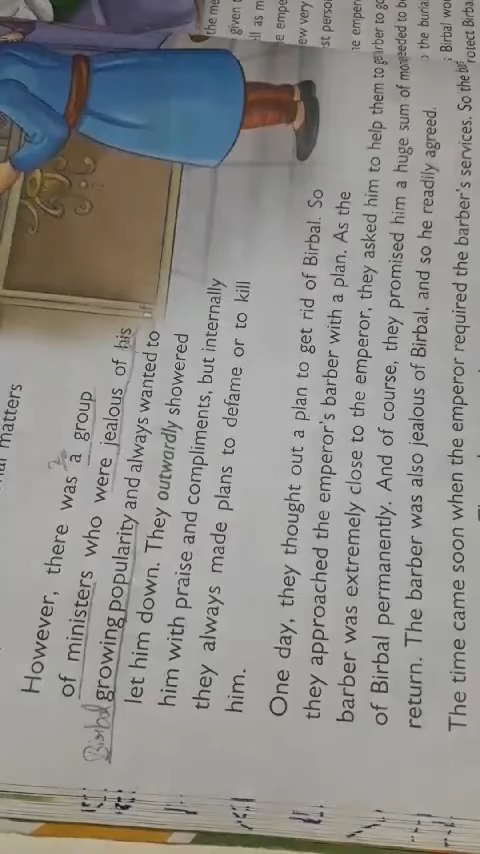 matters
However, there was a group
of ministers who were jealous of his
Birbal growing popularity and always wanted to
let him down. They outwardly showered
him with praise and compliments, but internally
they always made plans to defame or to kill
him.
One day, they thought out a plan to get rid of Birbal. So
they approached the emperor's barber with a plan. As the
barber was extremely close to the emperor, they asked him to help them to
of Birbal permanently. And of course, they promised him a huge sum of
return. The barber was also jealous of Birbal, and so he readily agreed.
The time came soon when the emperor required the barber's services. So the
given
as
very
to
the
Birbal